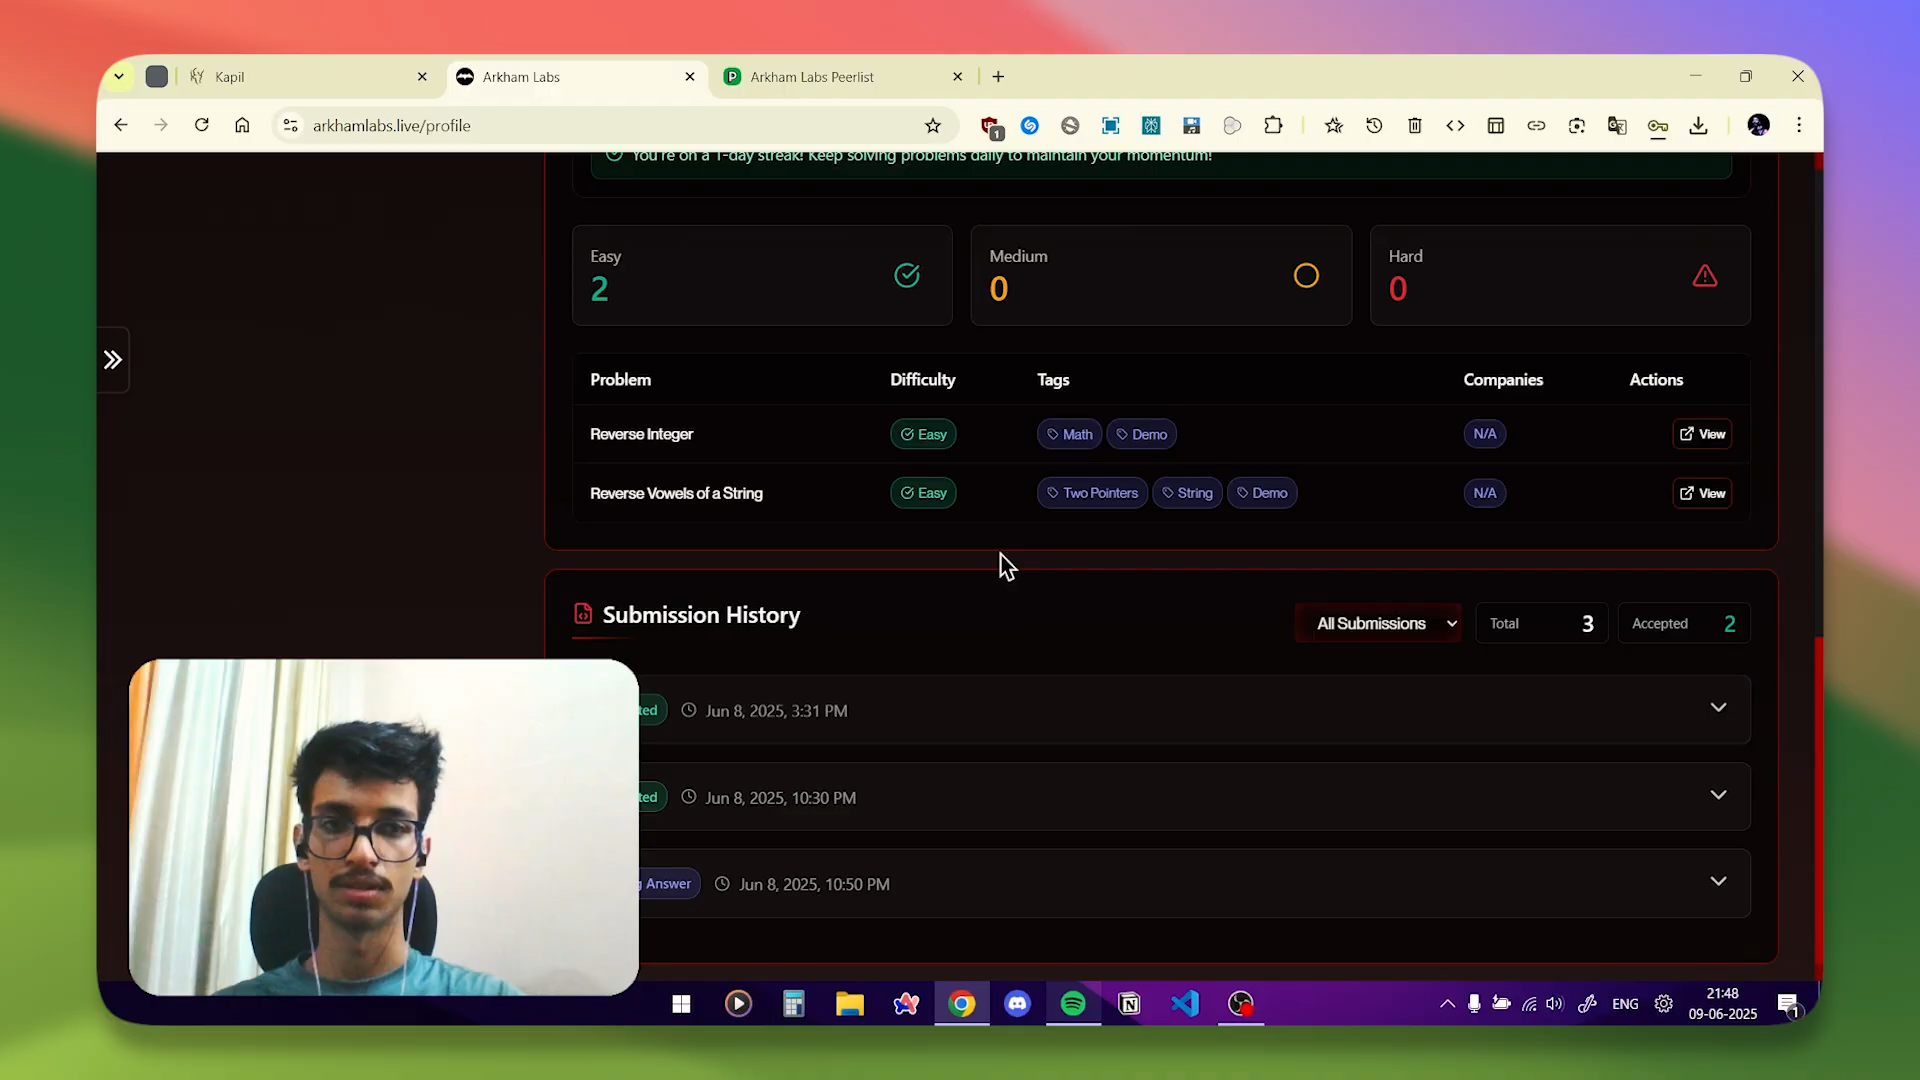 Kapil
Arkham Labs
Arkham Labs Peerlist
arkhamlabs.live/profile
1
You're on a 1-day streak! Keep solving problems daily to maintain your momentum!
Easy
2
Medium
0
Hard
0
Problem Difficulty Tags Companies Actions
Reverse Integer Easy Math Demo N/A View
Reverse Vowels of a String Easy Two Pointers String Demo N/A View
Submission History
All Submissions
Total 3
Accepted 2
ted Jun 8, 2025, 3:31 PM
ted Jun 8, 2025, 10:30 PM
g Answer Jun 8, 2025, 10:50 PM
ENG
21:48
09-06-2025
1